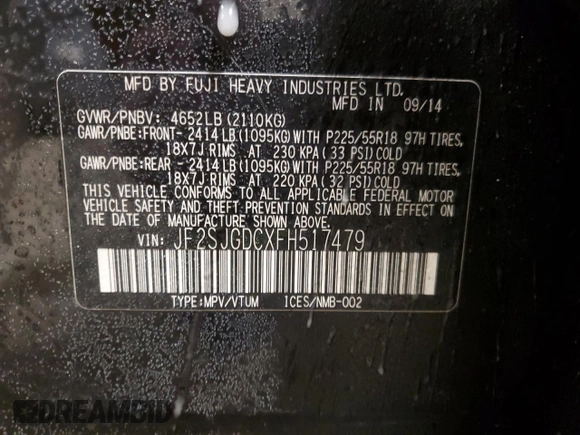 MFD BY FUJI HEAVY INDUSTRIES LTD.
MFD IN 09/14
GVWR/PNBV: 4652LB (2110KG)
GAWR/PNBE:FRONT- 2414LB(1095KG)WITH P225/55R18 97H TIRES,
18X7J RIMS AT 230 KPA (33 PSI)COLD
GAWR/PNBE:REAR - 2414LB(1095KG)WITH P225/55R18 97H TIRES,
18X7J RIMS AT 220 KPA (32 PSI)COLD
THIS VEHICLE CONFORMS TO ALL APPLICABLE FEDERAL MOTOR
VEHICLE SAFETY AND THEFT PREVENTION STANDARDS IN EFFECT
ON THE DATE OF MANUFACTURE SHOWN ABOVE.
VIN: JF2SJGDCXFH517479
TYPE:MPV/VTUM ICES/NMB-002
DREAMBID